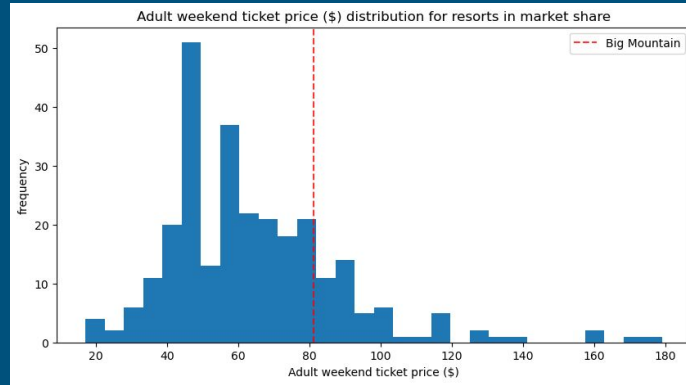 Adult weekend ticket price ($) distribution for resorts in market share
Big Mountain
50
40
30
20
10
0
frequency
20 40 60 80 100 120 140 160 180
Adult weekend ticket price ($)